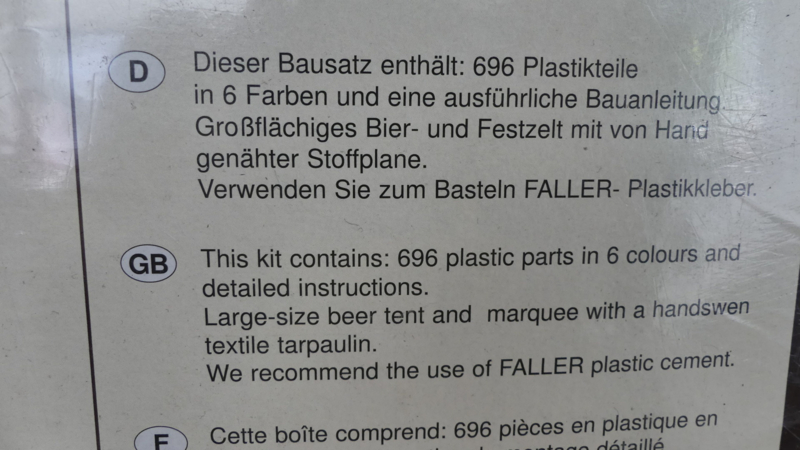 D
Dieser Bausatz enthält: 696 Plastikteile
in 6 Farben und eine ausführliche Bauanleitung.
Großflächiges Bier- und Festzelt mit von Hand
genähter Stoffplane.
Verwenden Sie zum Basteln FALLER- Plastikkleber.
GB
This kit contains: 696 plastic parts in 6 colours and
detailed instructions.
Large-size beer tent and marquee with a handswen
textile tarpaulin.
We recommend the use of FALLER plastic cement.
F
Cette boîte comprend: 696 pièces en plastique en
montage détaillé